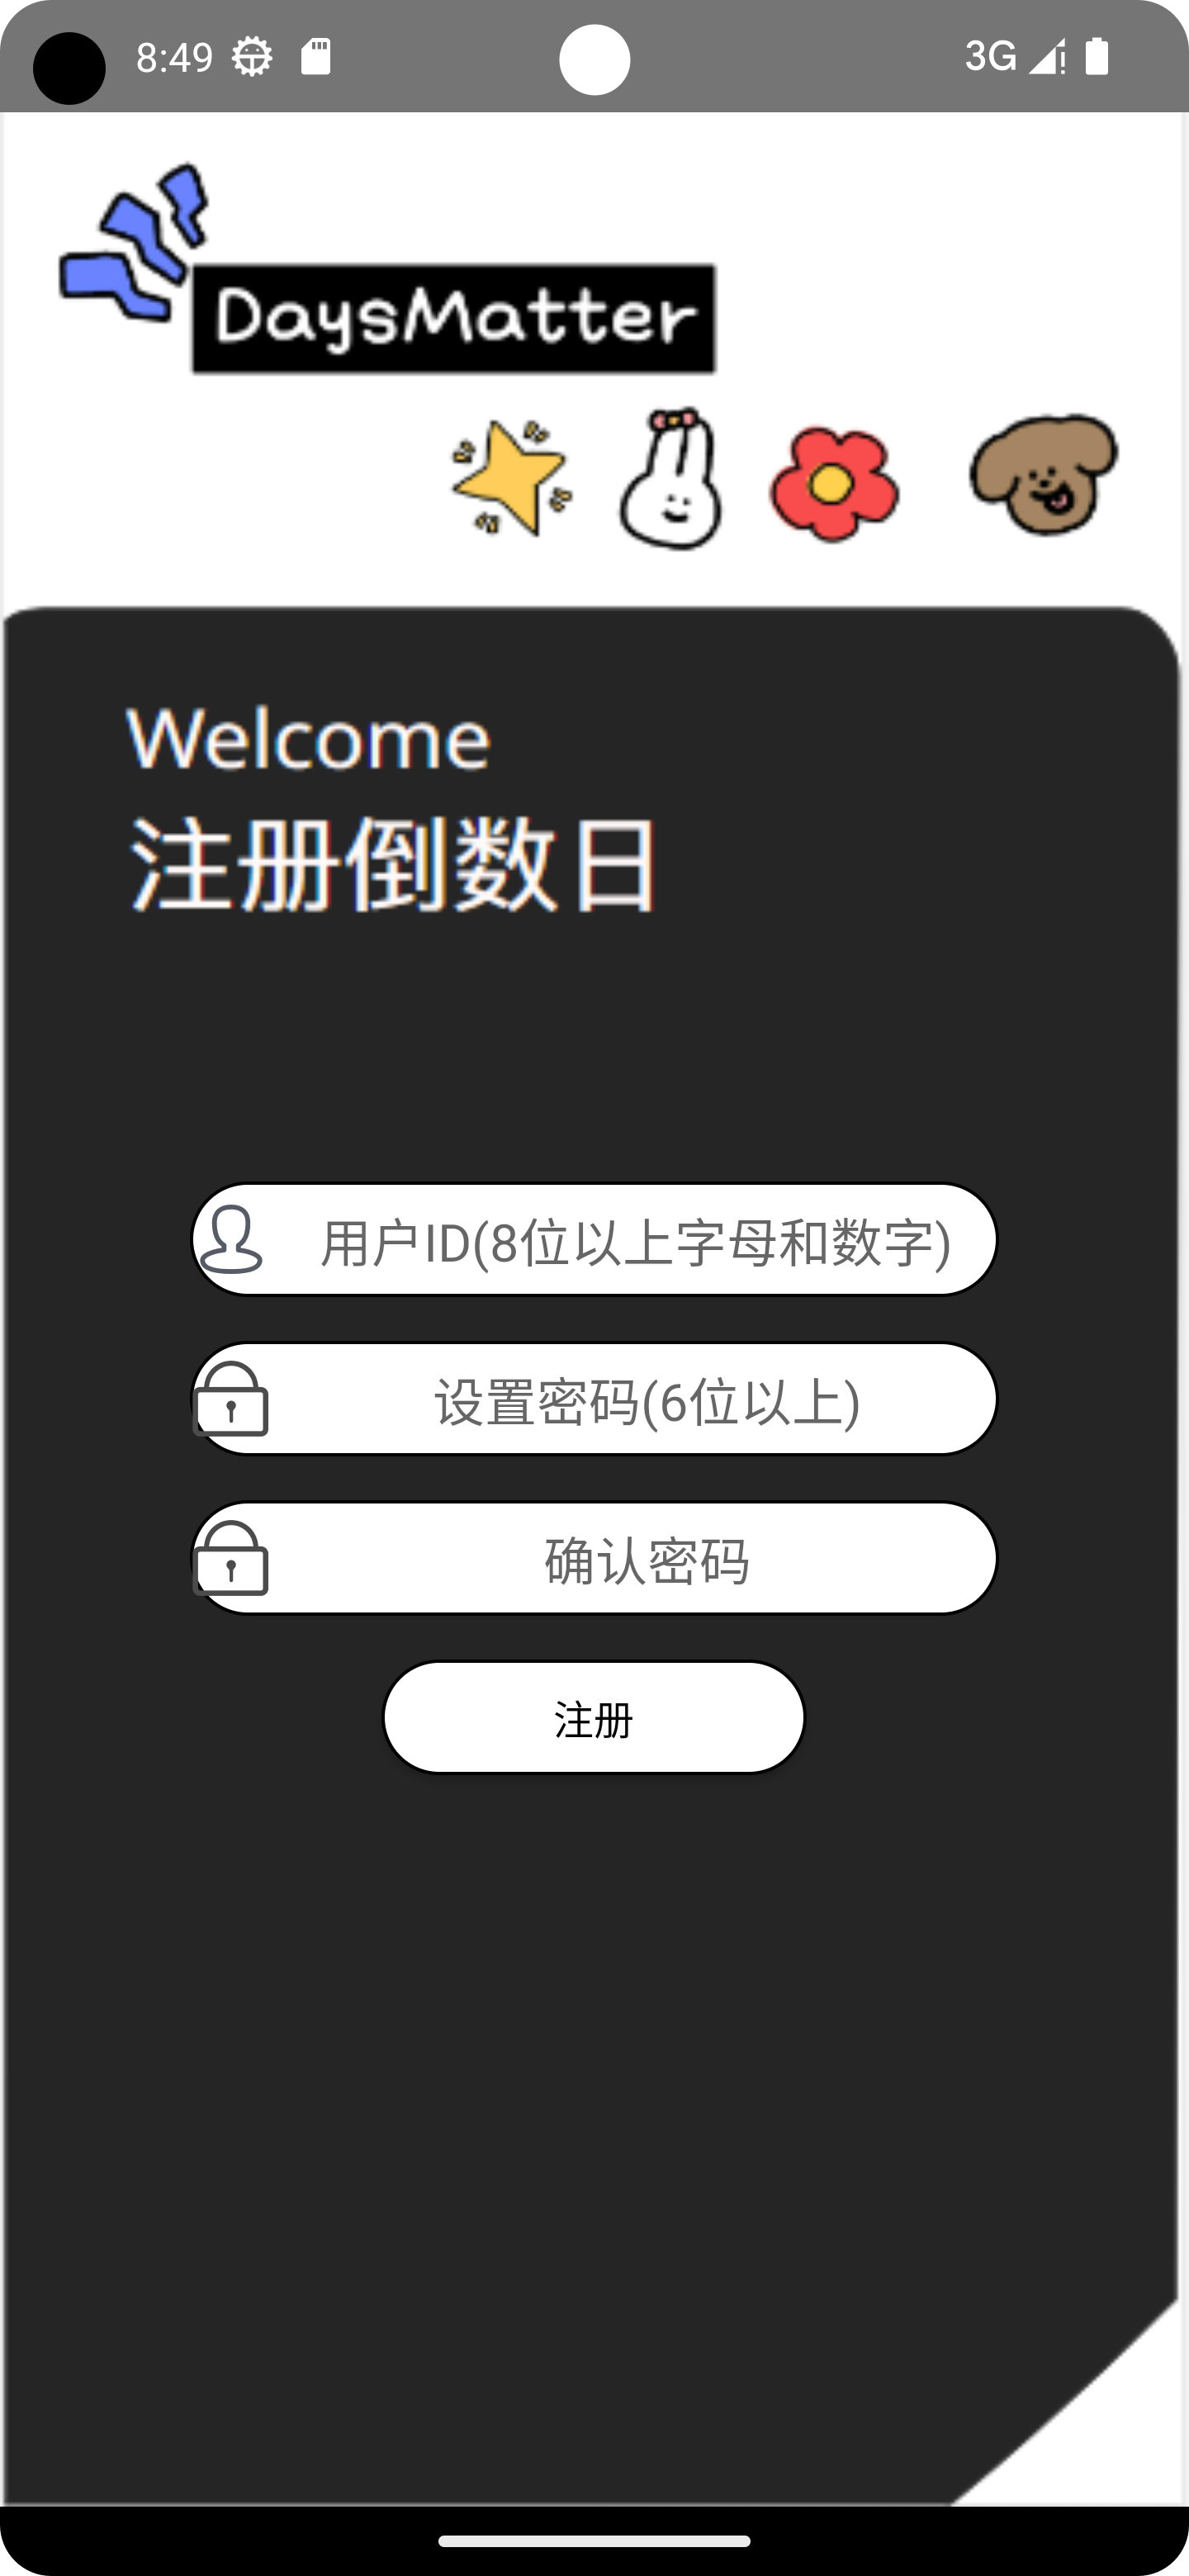 8:49
3G
DaysMatter
Welcome
注册倒数日
用户ID(8位以上字母和数字)
设置密码(6位以上)
确认密码
注册